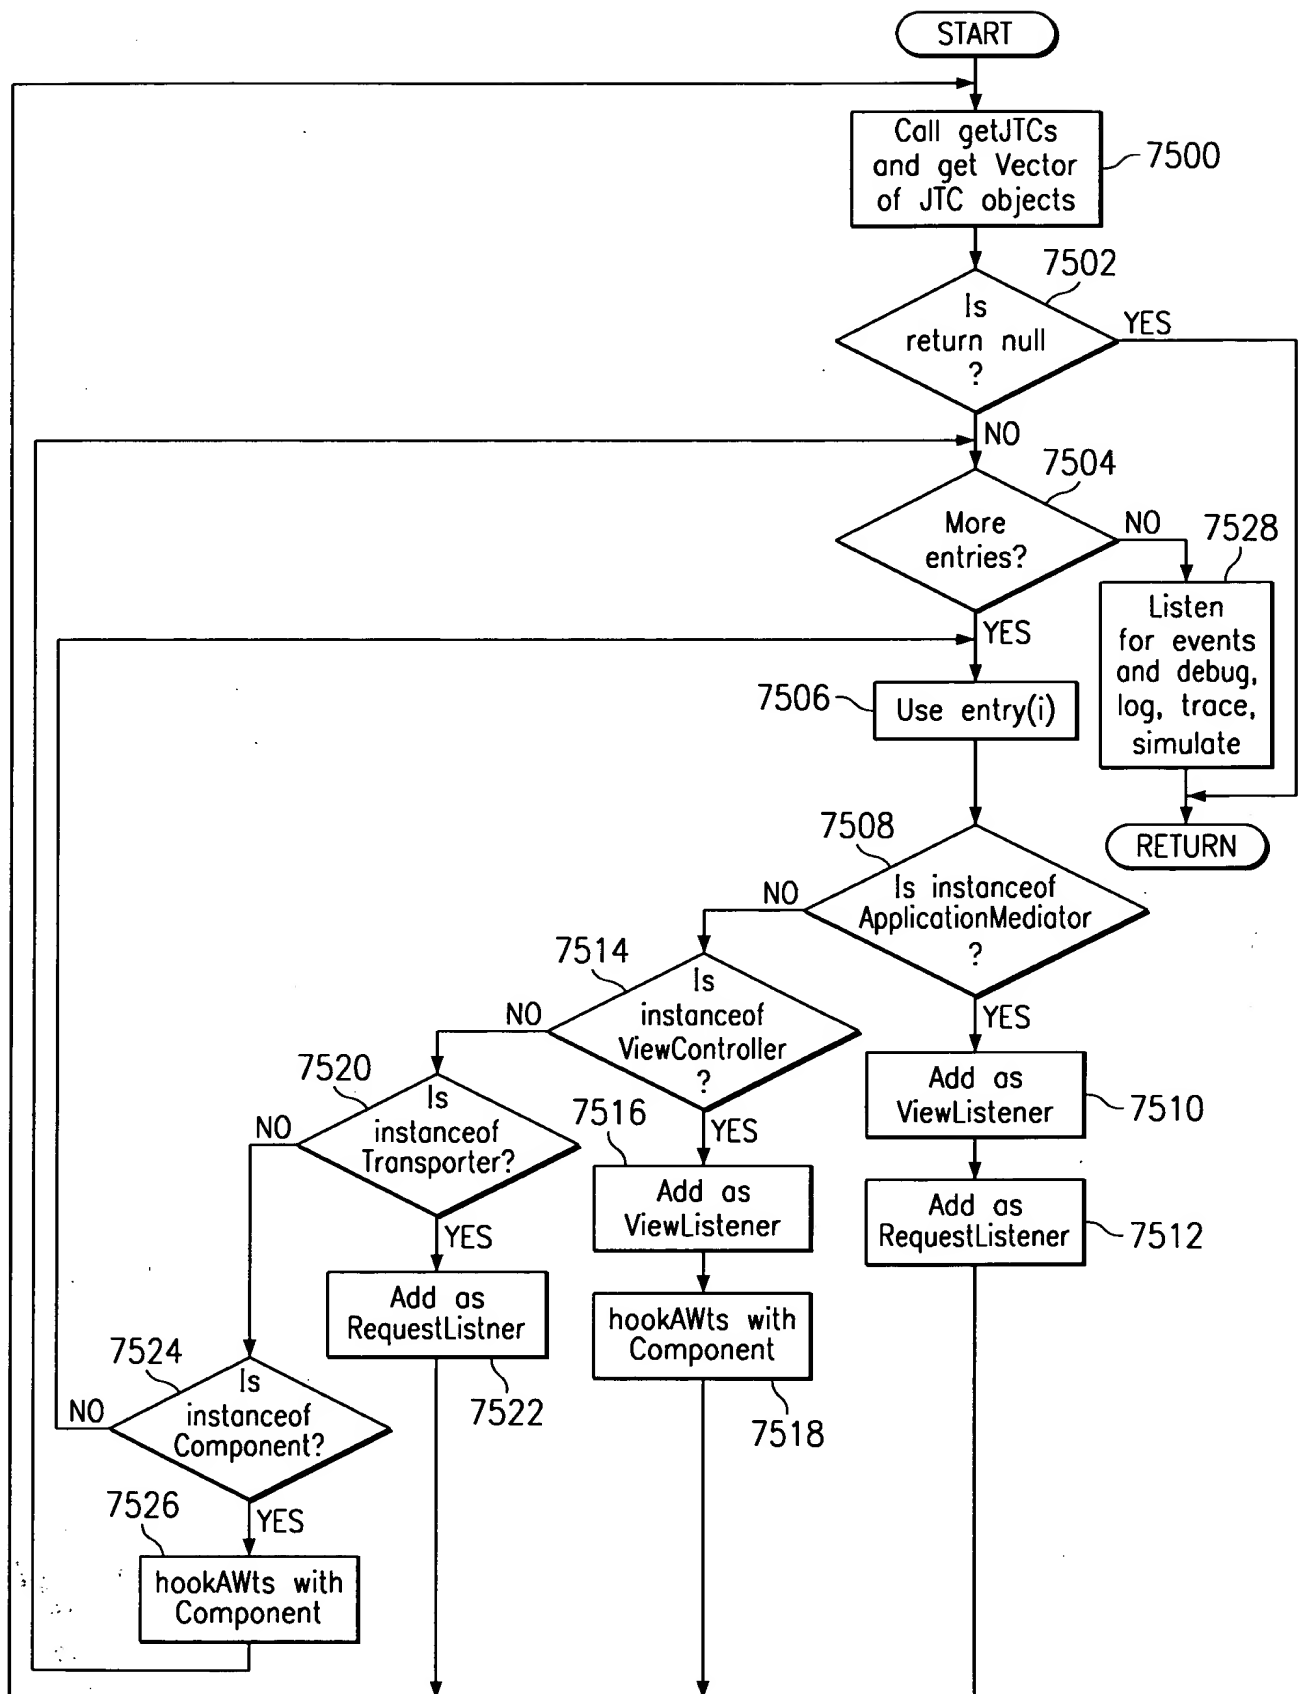 START
Call getJTCs
and get Vector
of JTC objects
7500
7502
Is
return null
?
YES
NO
7504
More
entries?
NO
7528
YES
Listen
for events
and debug,
log, trace,
simulate
7506
Use entry(i)
RETURN
7508
Is instanceof
ApplicationMediator
?
NO
YES
7514
Is
instanceof
ViewController
?
NO
YES
7510
Add as
ViewListener
7520
Is
instanceof
Transporter?
NO
YES
7516
Add as
ViewListener
Add as
RequestListener
7512
Add as
RequestListner
7522
hookAWts with
Component
7518
7524
Is
instanceof
Component?
NO
YES
7526
hookAWts with
Component